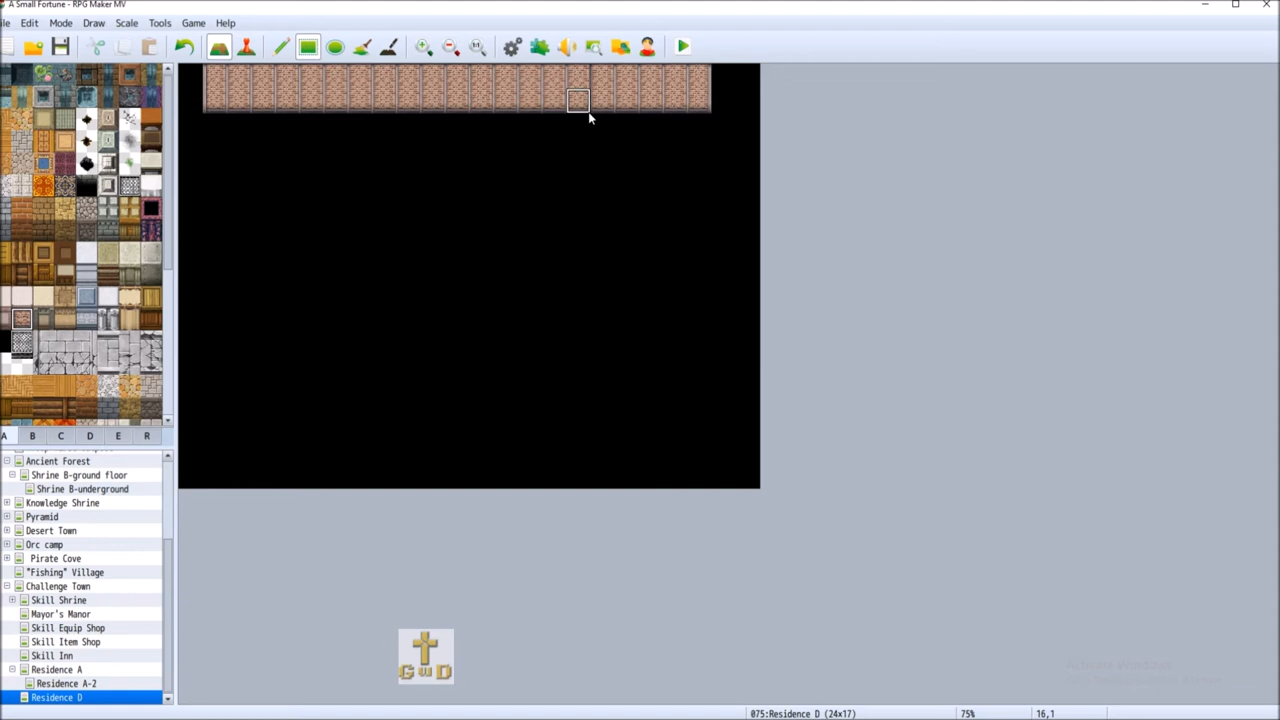 A Small Fortune - RPG Maker MV
ile Edit Mode Draw Scale Tools Game Help
A B C D E R
Ancient Forest
Shrine B-ground floor
Shrine B-underground
Knowledge Shrine
Pyramid
Desert Town
Orc camp
Pirate Cove
"Fishing" Village
Challenge Town
Skill Shrine
Mayor's Manor
Skill Equip Shop
Skill Item Shop
Skill Inn
Residence A
Residence A-2
Residence D
GWD
075:Residence D (24x17) 75% 16,1